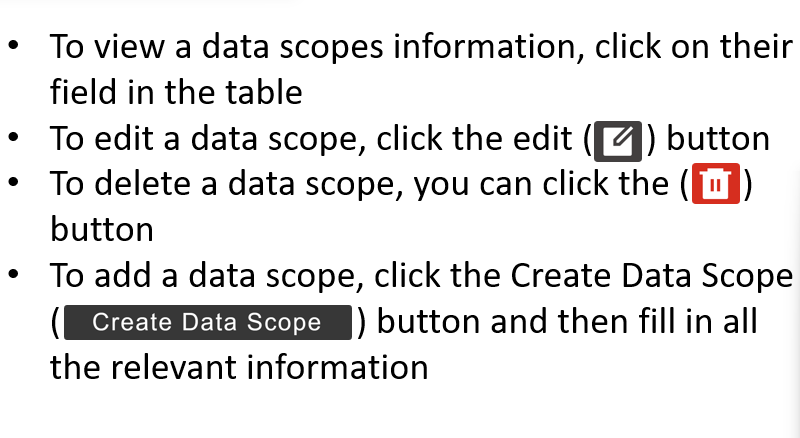 • To view a data scopes information, click on their
field in the table
• To edit a data scope, click the edit () button
• To delete a data scope, you can click the ()
button
• To add a data scope, click the Create Data Scope
(Create Data Scope) button and then fill in all
the relevant information